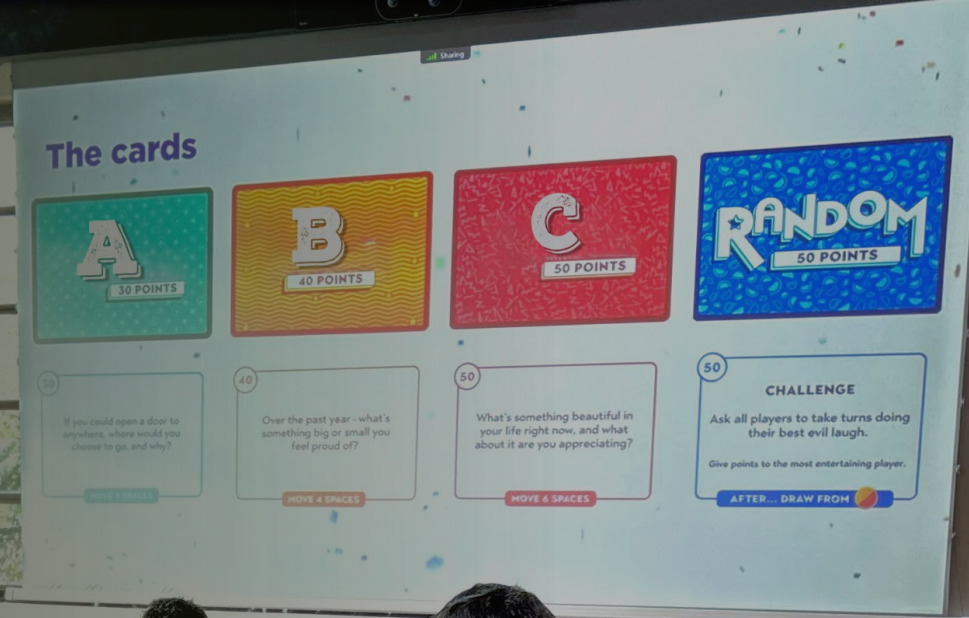 Sharing
The cards
A
30 POINTS
B
40 POINTS
C
50 POINTS
RANDOM
50 POINTS
30
If you could open a door to
anywhere, where would you
choose to go, and why?
MOVE SPACES
40
Over the past year - what's
something big or small you
feel proud of?
MOVE 4 SPACES
50
What's something beautiful in
your life right now, and what
about it are you appreciating?
MOVE 6 SPACES
50
CHALLENGE
Ask all players to take turns doing
their best evil laugh.
Give points to the most entertaining player.
AFTER... DRAW FROM